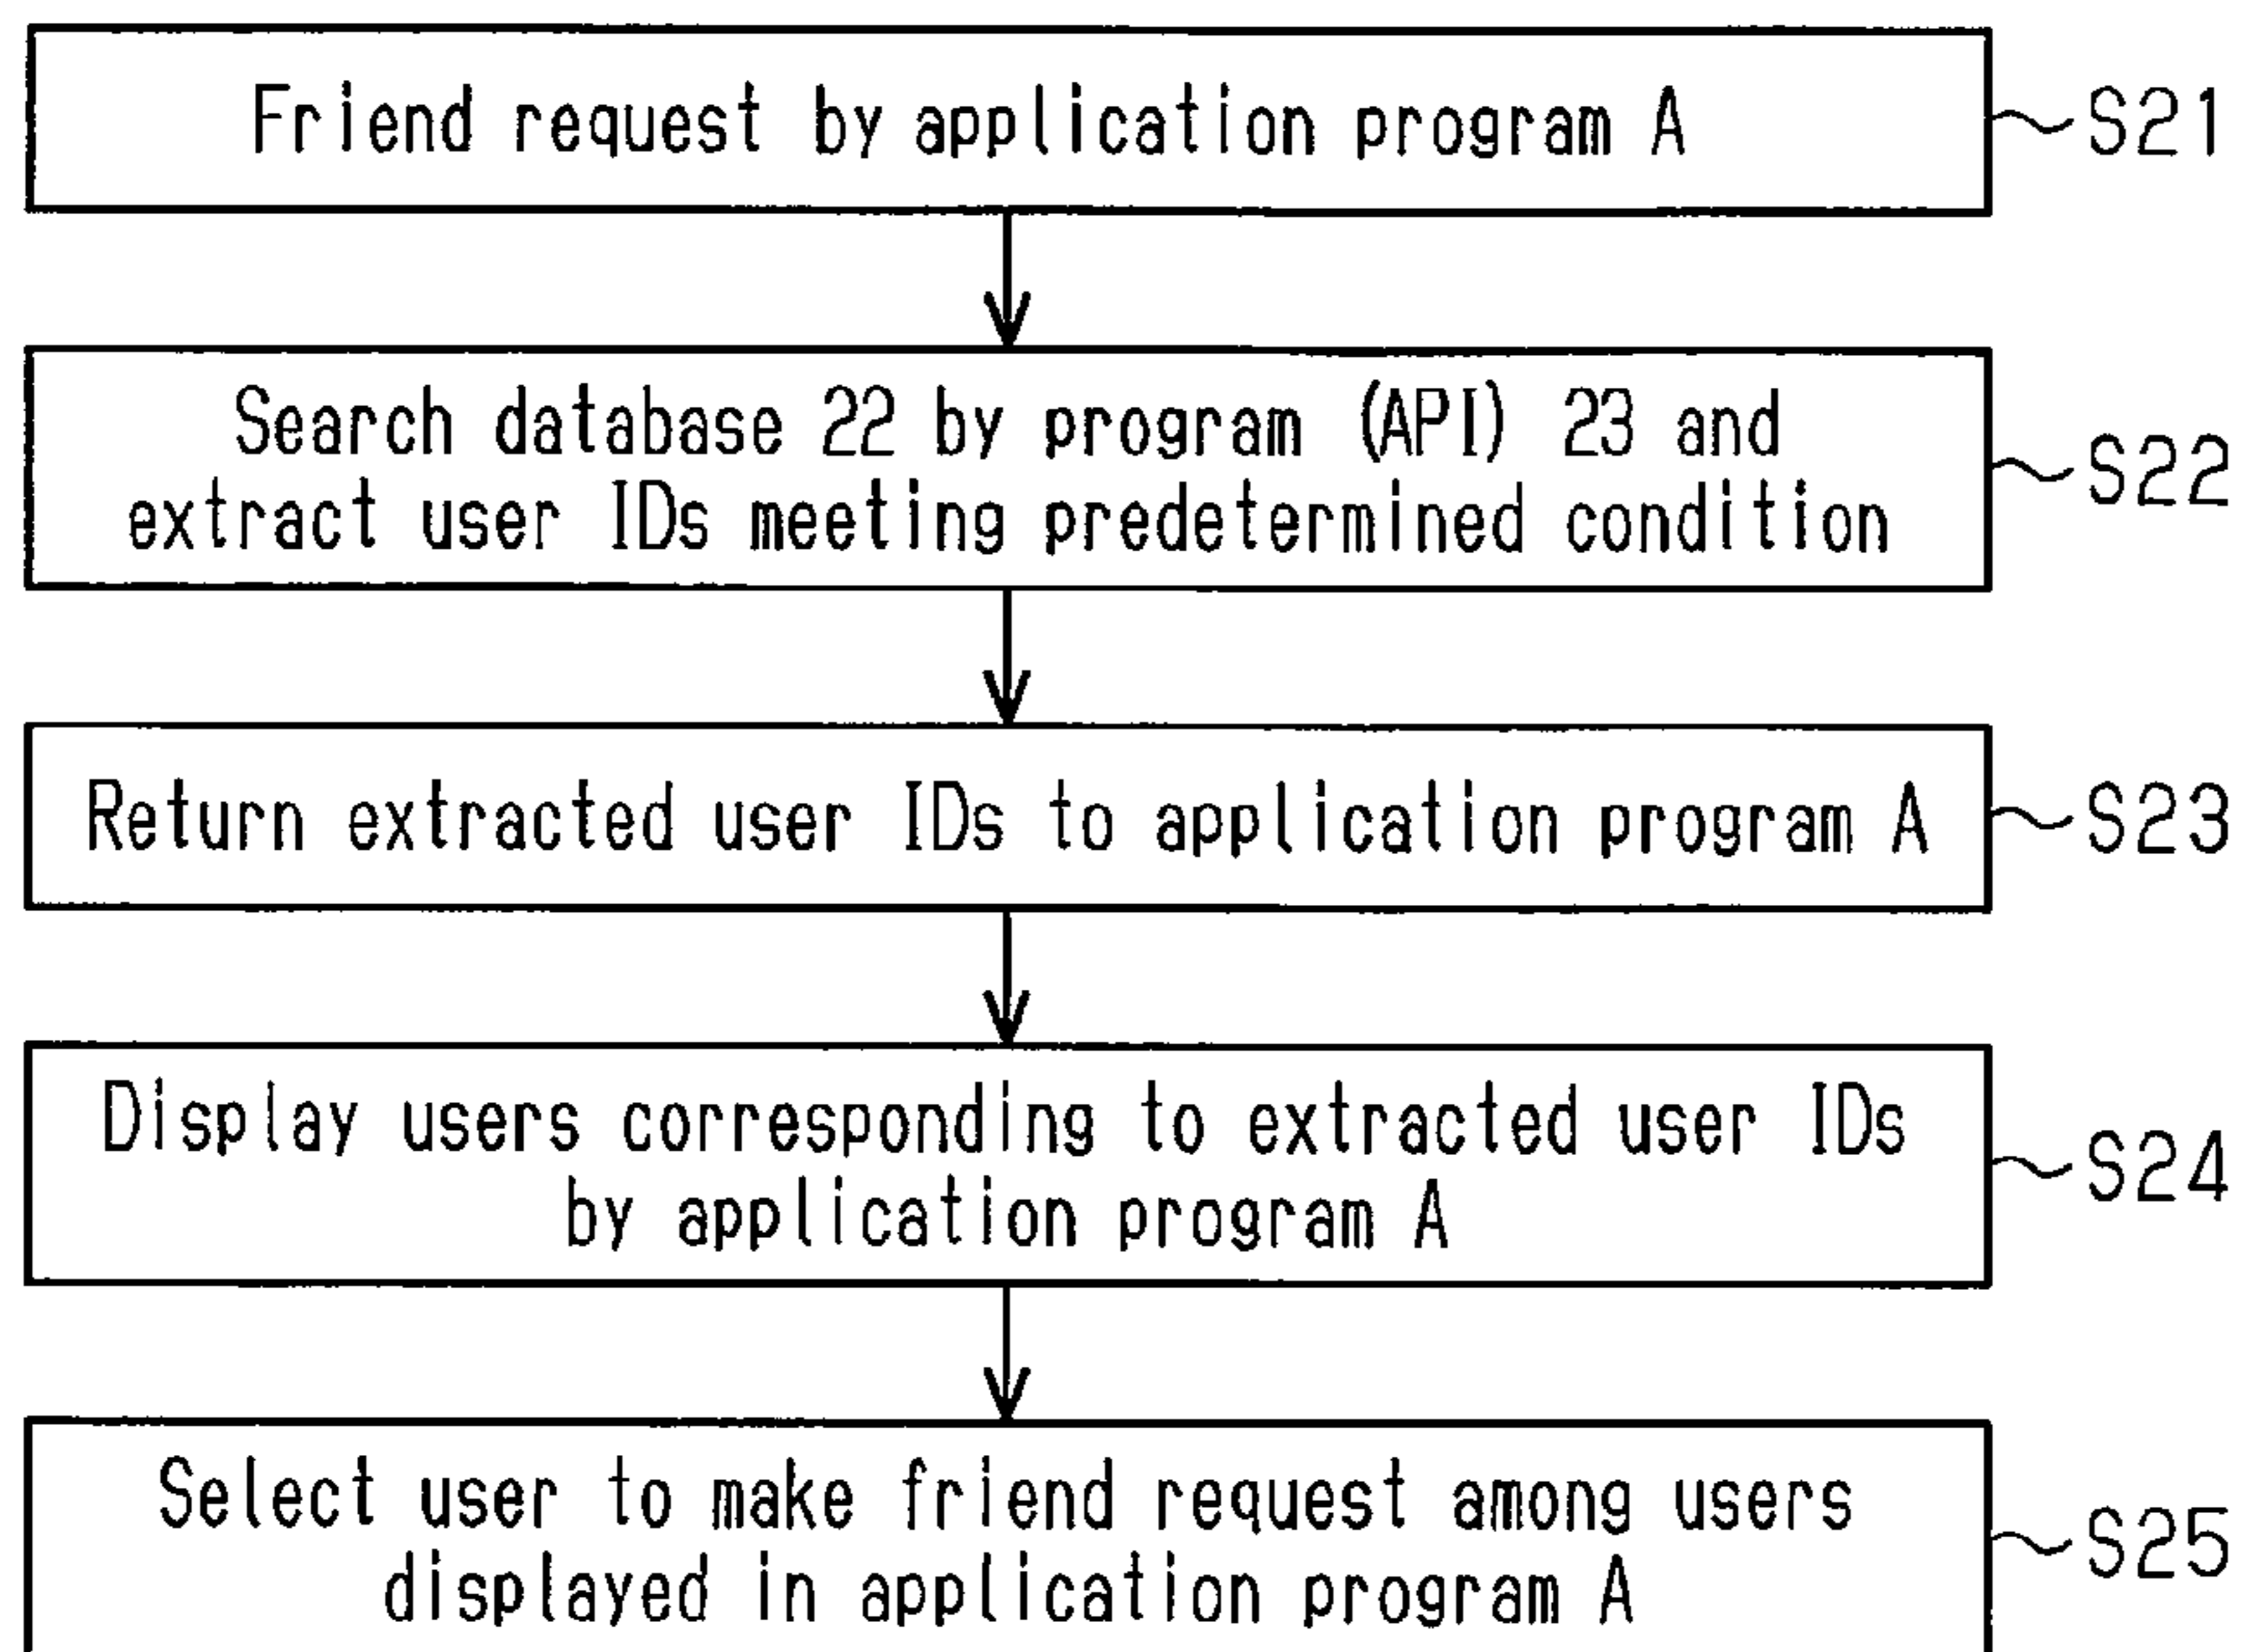 Friend request by application program A
S21
Search database 22 by program (API) 23 and
extract user IDs meeting predetermined condition
S22
Return extracted user IDs to application program A
S23
Display users corresponding to extracted user IDs
by application program A
S24
Select user to make friend request among users
displayed in application program A
S25